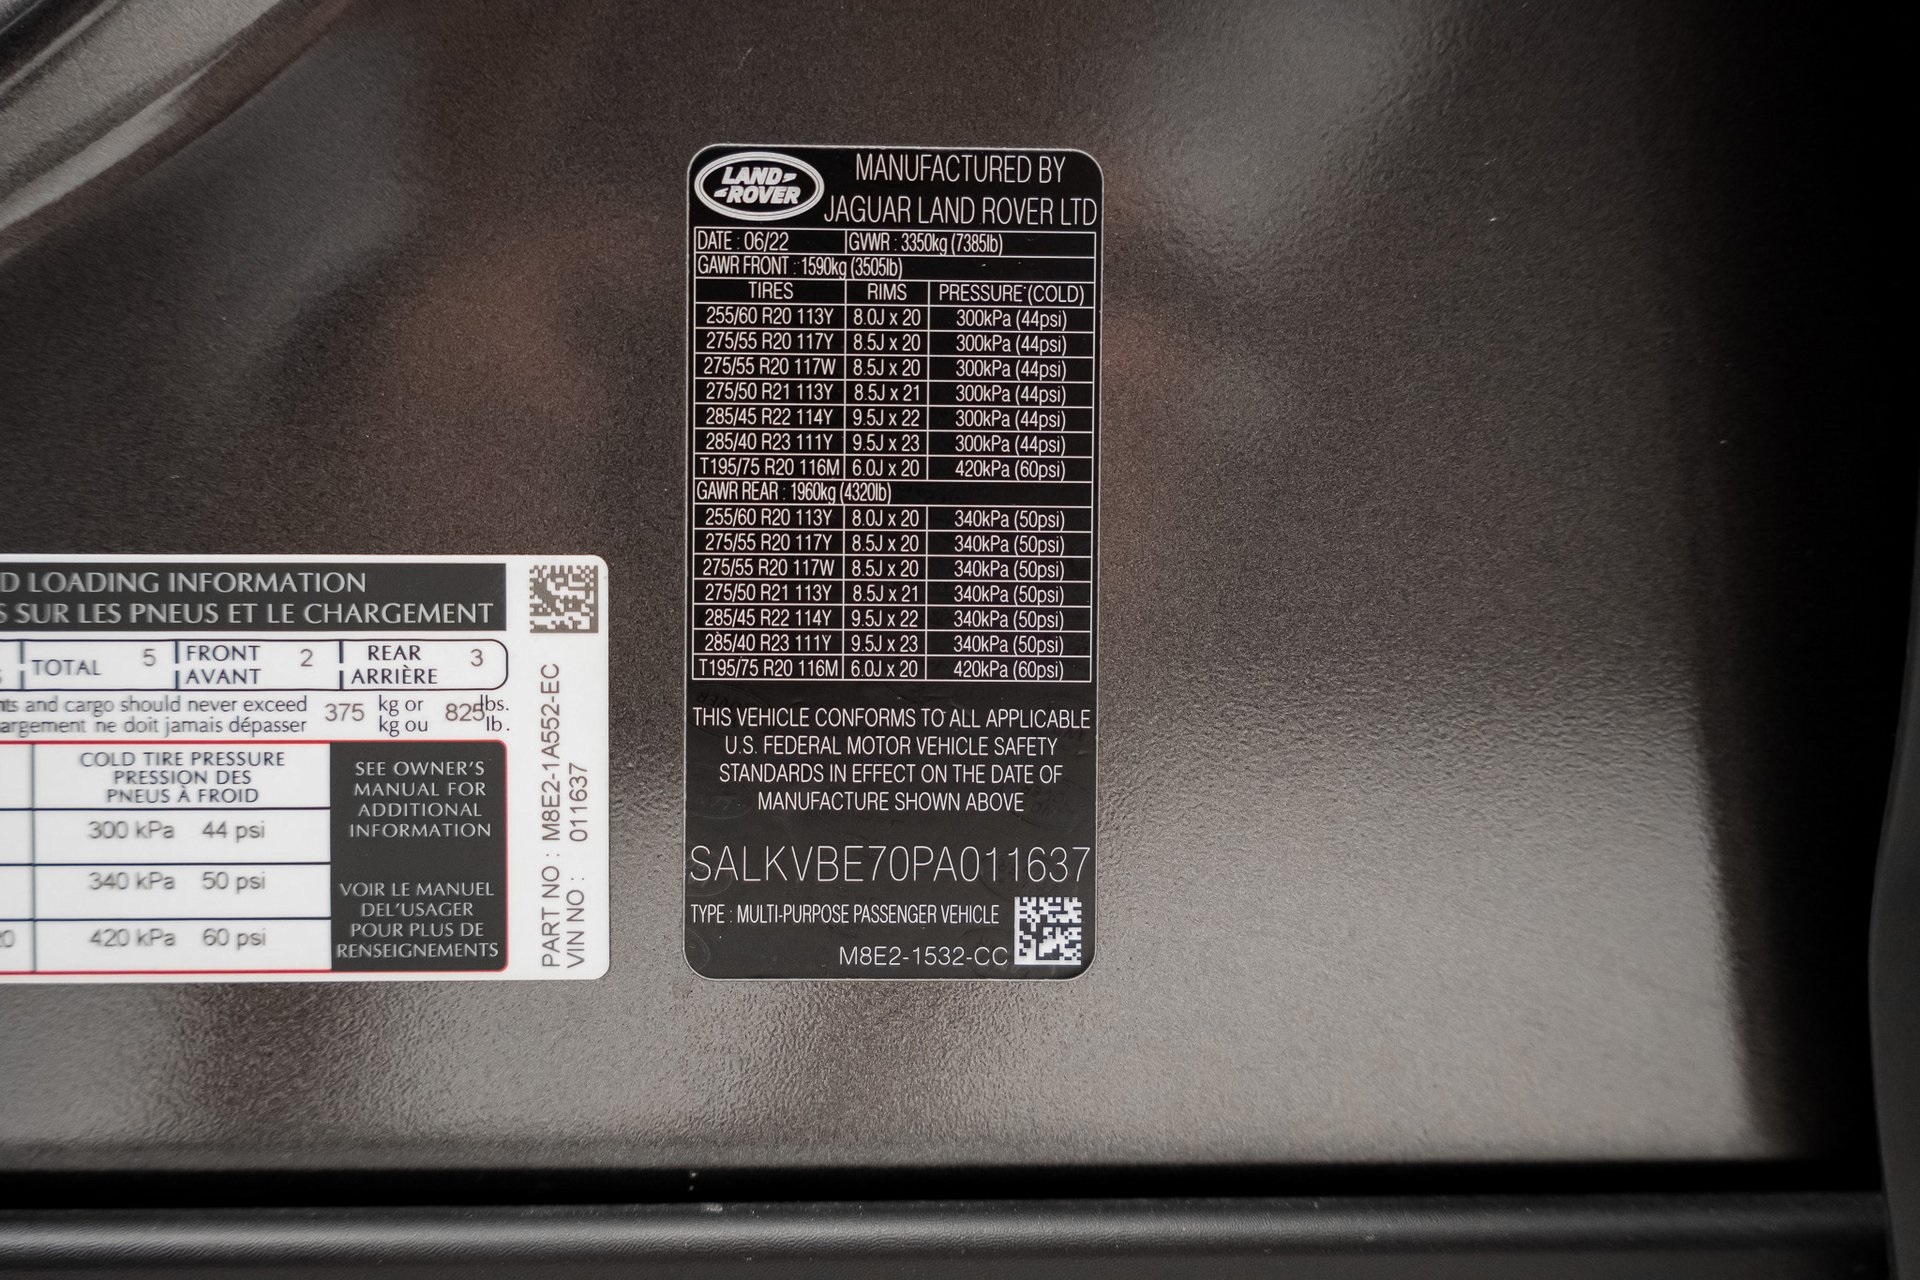 LAND
ROVER
MANUFACTURED BY
JAGUAR LAND ROVER LTD
DATE : 06/22 GVWR : 3350kg (7385lb)
GAWR FRONT : 1590kg (3505lb)
TIRES RIMS PRESSURE (COLD)
255/60 R20 113Y 8.0J x 20 300kPa (44psi)
275/55 R20 117Y 8.5J x 20 300kPa (44psi)
275/55 R20 117W 8.5J x 20 300kPa (44psi)
275/50 R21 113Y 8.5J x 21 300kPa (44psi)
285/45 R22 114Y 9.5J x 22 300kPa (44psi)
285/40 R23 111Y 9.5J x 23 300kPa (44psi)
T195/75 R20 116M 6.0J x 20 420kPa (60psi)
GAWR REAR : 1960kg (4320lb)
255/60 R20 113Y 8.0J x 20 340kPa (50psi)
275/55 R20 117Y 8.5J x 20 340kPa (50psi)
275/55 R20 117W 8.5J x 20 340kPa (50psi)
275/50 R21 113Y 8.5J x 21 340kPa (50psi)
285/45 R22 114Y 9.5J x 22 340kPa (50psi)
285/40 R23 111Y 9.5J x 23 340kPa (50psi)
T195/75 R20 116M 6.0J x 20 420kPa (60psi)
THIS VEHICLE CONFORMS TO ALL APPLICABLE
U.S. FEDERAL MOTOR VEHICLE SAFETY
STANDARDS IN EFFECT ON THE DATE OF
MANUFACTURE SHOWN ABOVE
SALKVBE70PA011637
TYPE : MULTI-PURPOSE PASSENGER VEHICLE
M8E2-1532-CC
D LOADING INFORMATION
S SUR LES PNEUS ET LE CHARGEMENT
TOTAL 5 FRONT 2 REAR 3
AVANT ARRIÈRE
nts and cargo should never exceed 375 kg or 825 lbs.
argement ne doit jamais dépasser kg ou lb.
COLD TIRE PRESSURE
PRESSION DES
PNEUS À FROID
300 kPa 44 psi
340 kPa 50 psi
420 kPa 60 psi
SEE OWNER'S
MANUAL FOR
ADDITIONAL
INFORMATION
VOIR LE MANUEL
DEL'USAGER
POUR PLUS DE
RENSEIGNEMENTS
PART NO : M8E2-1A552-EC
VIN NO : 011637